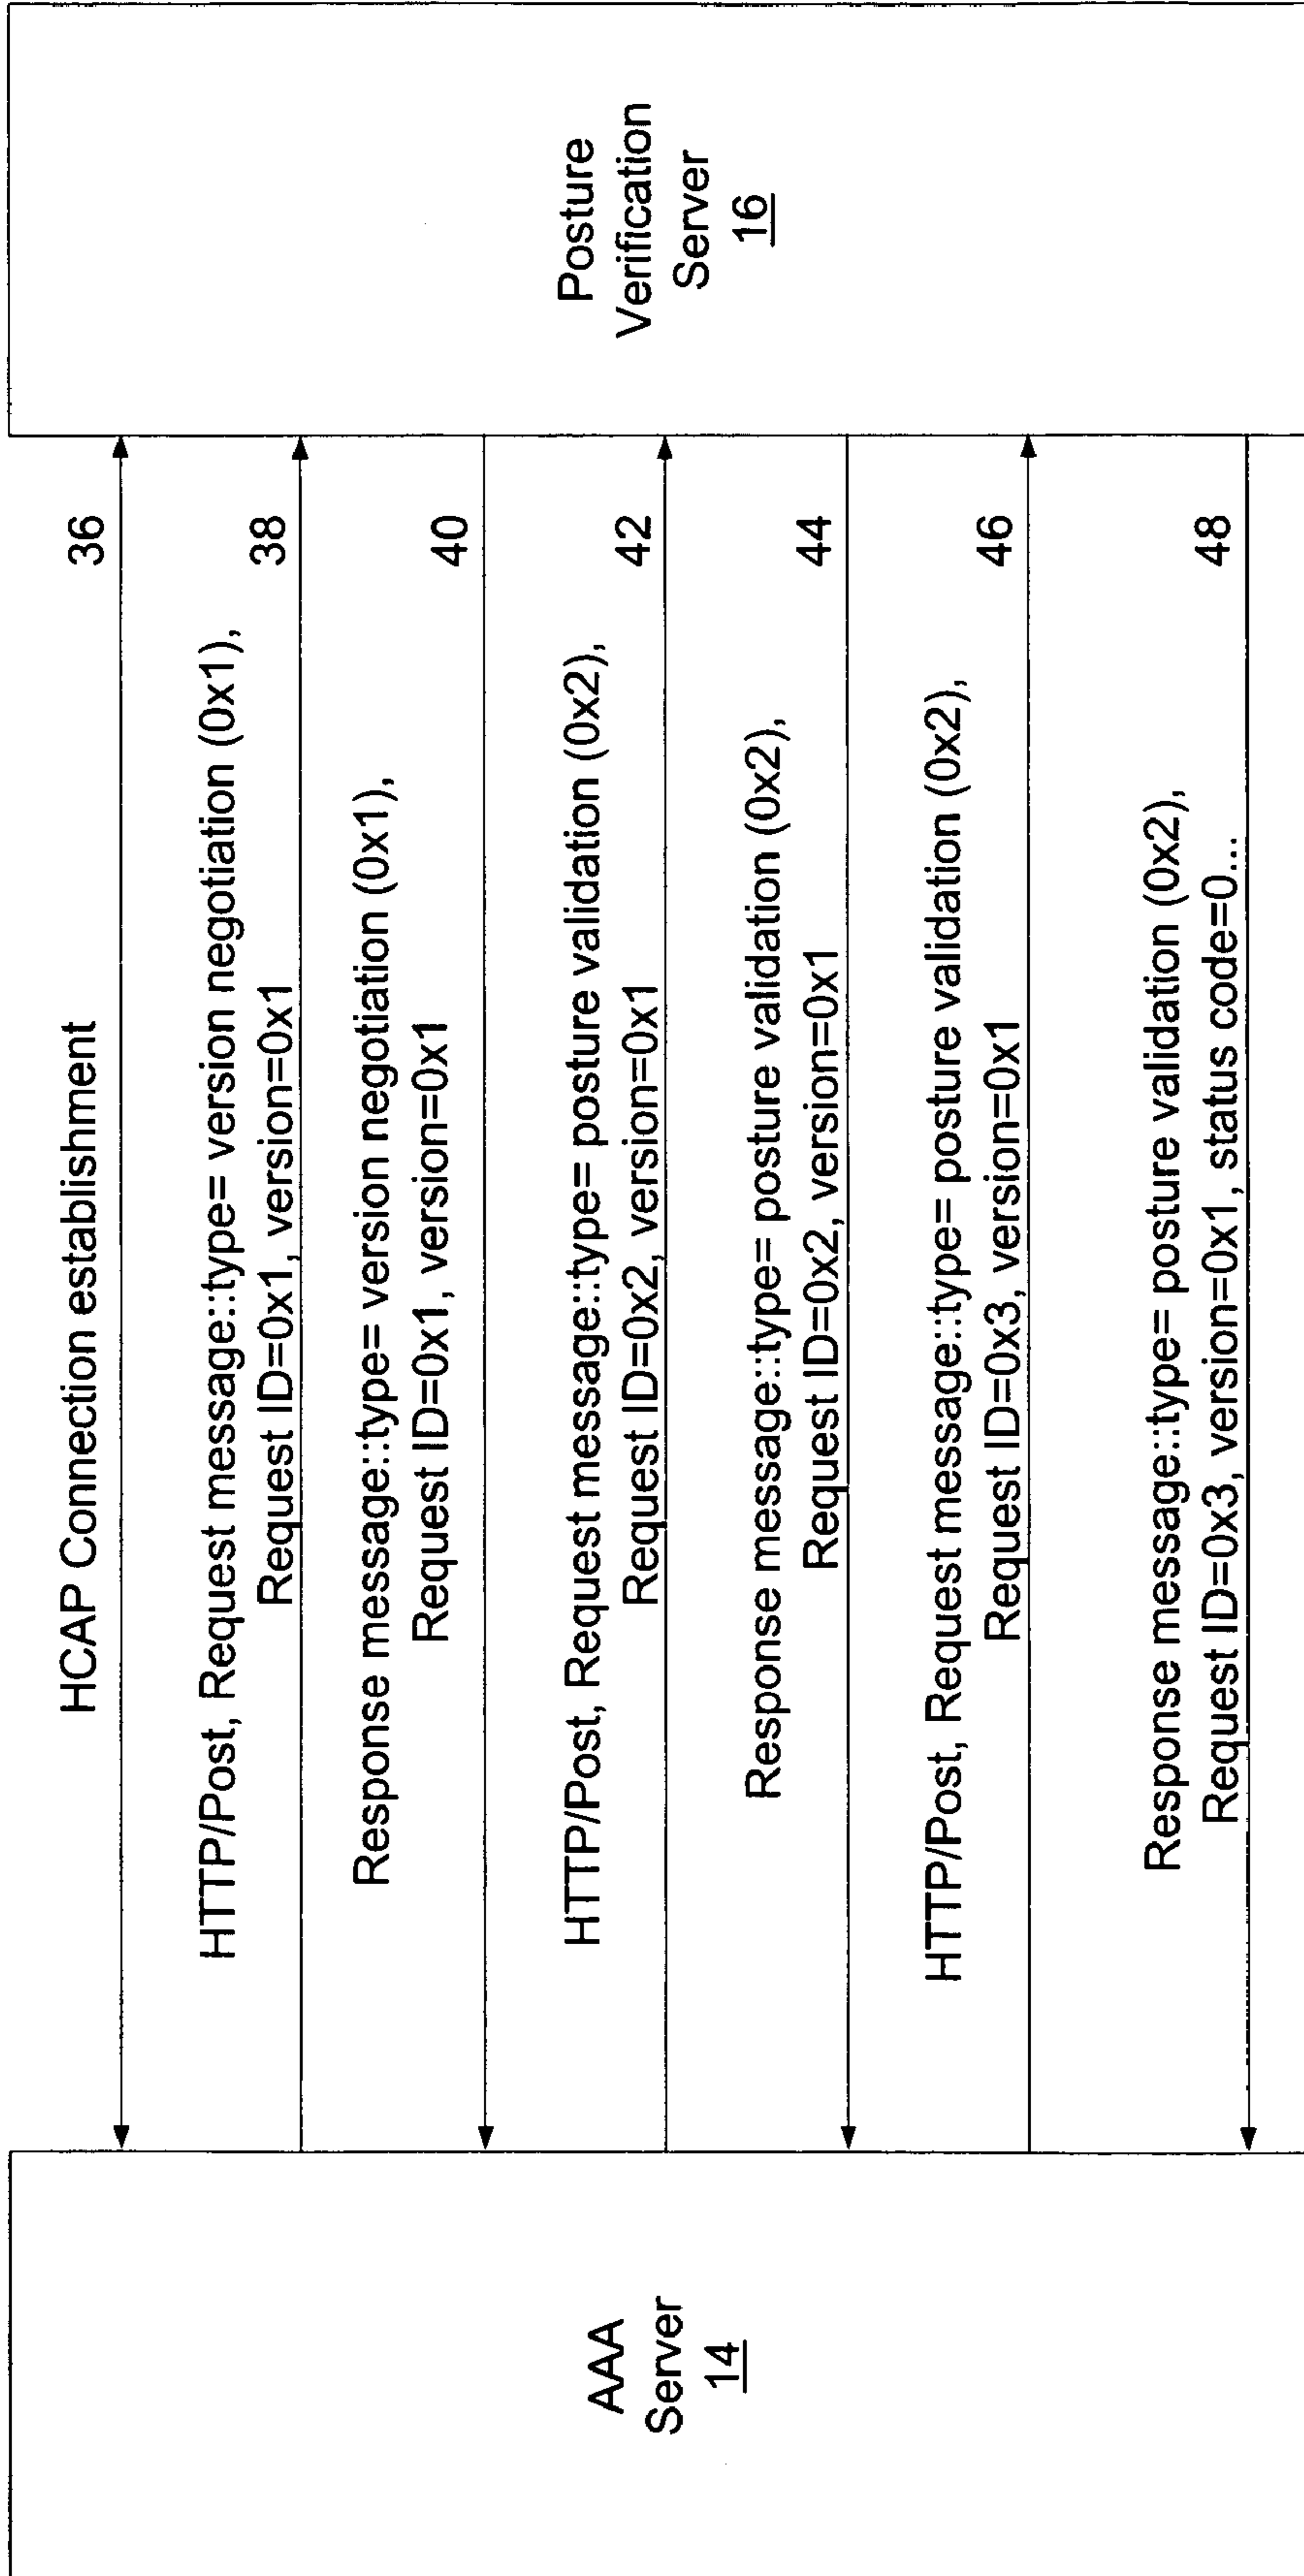 AAA
Server
14
HCAP Connection establishment
36
HTTP/Post, Request message::type= version negotiation (0x1),
Request ID=0x1, version=0x1
38
Response message::type= version negotiation (0x1),
Request ID=0x1, version=0x1
40
HTTP/Post, Request message::type= posture validation (0x2),
Request ID=0x2, version=0x1
42
Response message::type= posture validation (0x2),
Request ID=0x2, version=0x1
44
HTTP/Post, Request message::type= posture validation (0x2),
Request ID=0x3, version=0x1
46
Response message::type= posture validation (0x2),
Request ID=0x3, version=0x1, status code=0...
48
Posture
Verification
Server
16